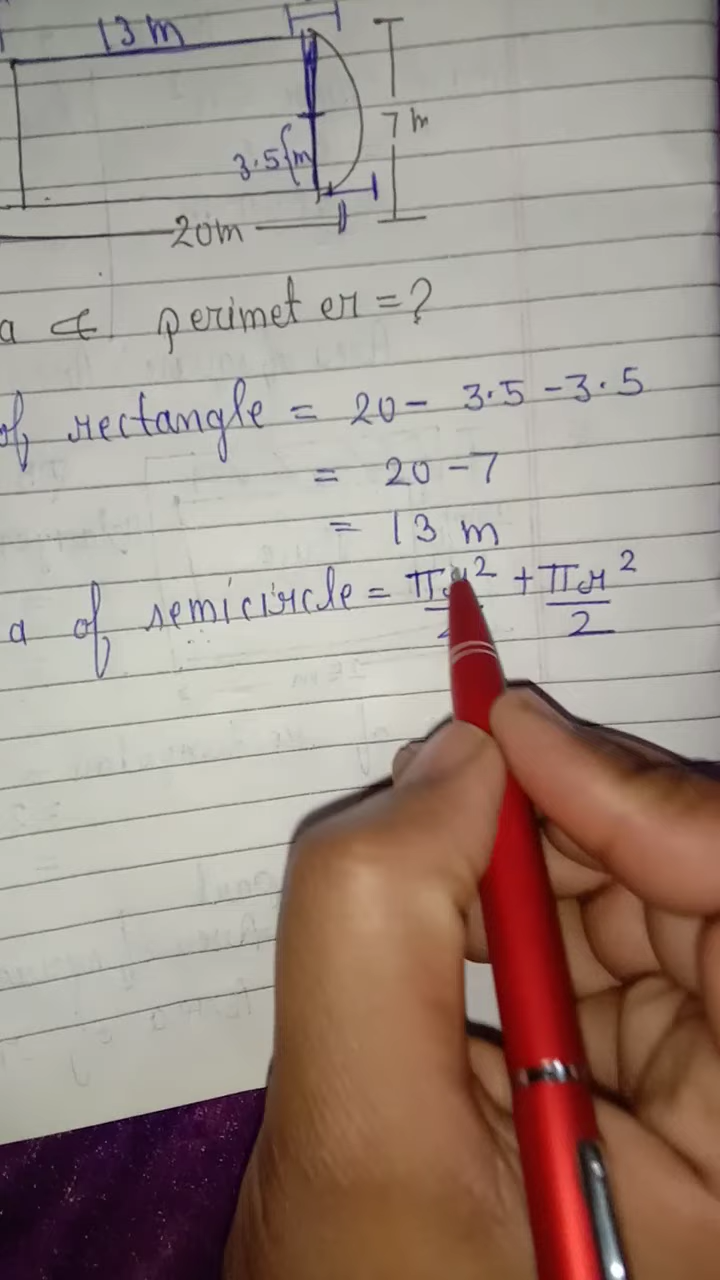 13 m
7 m
3.5 { m
20m
a & perimeter = ?
of rectangle = 20 - 3.5 - 3.5
= 20 - 7
= 13 m
a of semicircle = πr²/2 + πr²/2